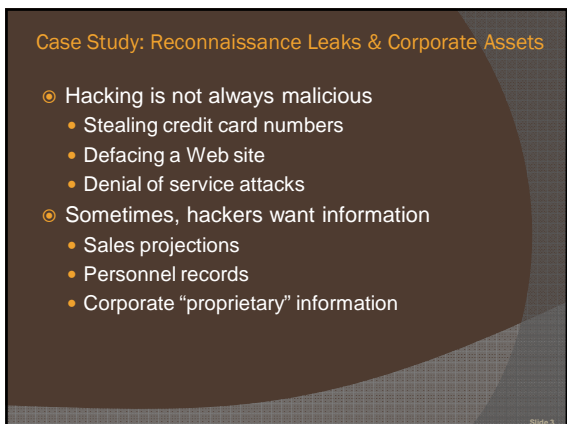 Case Study: Reconnaissance Leaks & Corporate Assets
Hacking is not always malicious
Stealing credit card numbers
Defacing a Web site
Denial of service attacks
Sometimes, hackers want information
Sales projections
Personnel records
Corporate “proprietary” information
Slide 3